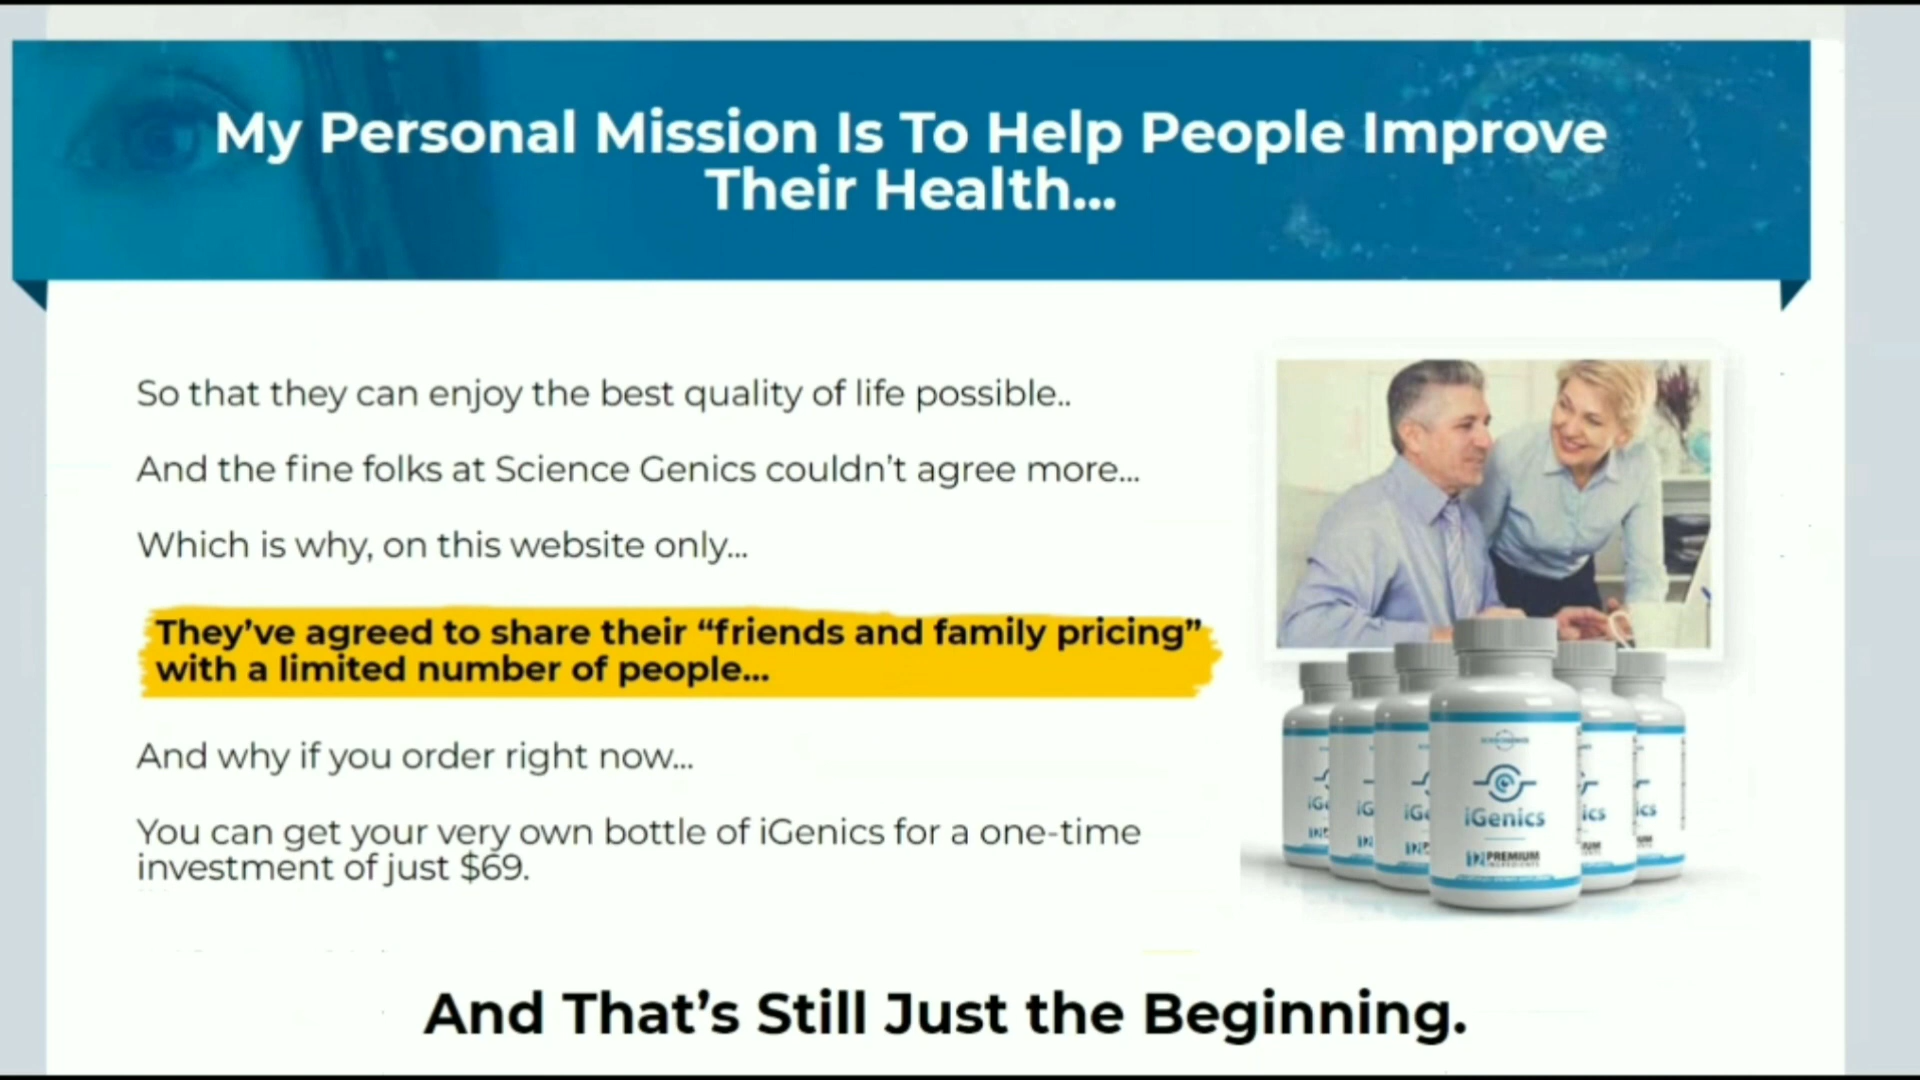 My Personal Mission Is To Help People Improve
Their Health...
So that they can enjoy the best quality of life possible..
And the fine folks at Science Genics couldn't agree more...
Which is why, on this website only...
They've agreed to share their “friends and family pricing”
with a limited number of people...
And why if you order right now...
You can get your very own bottle of iGenics for a one-time
investment of just $69.
iGenics
PREMIUM
INGREDIENTS
And That's Still Just the Beginning.